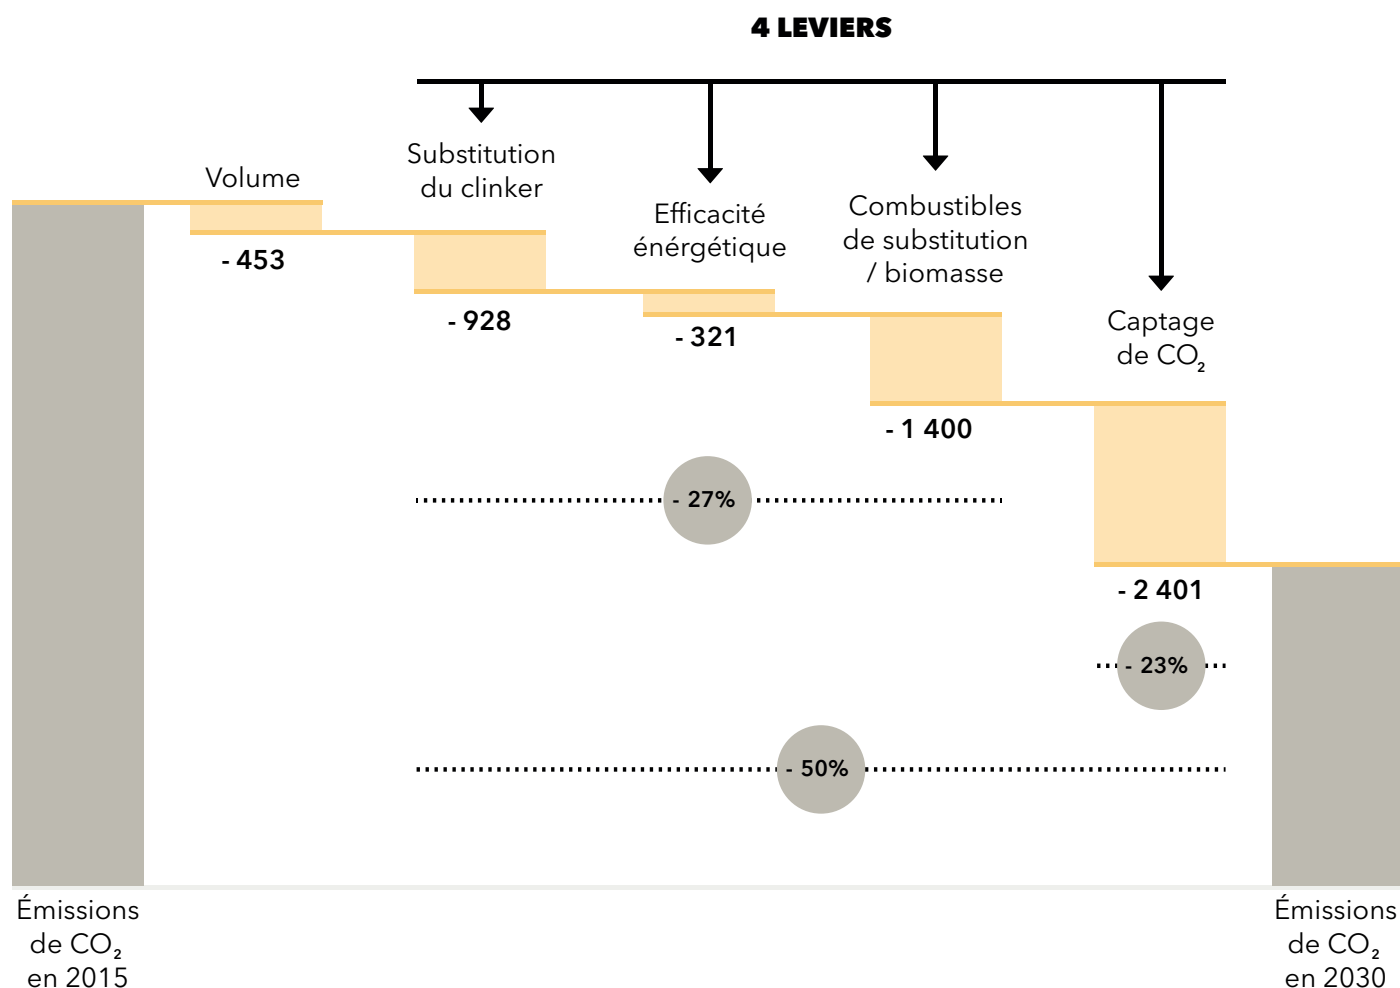 4 LEVIERS
Volume
- 453
Substitution
du clinker
- 928
Efficacité
énérgétique
- 321
Combustibles
de substitution
/ biomasse
- 1 400
Captage
de CO₂
- 2 401
- 27%
- 23%
- 50%
Émissions
de CO₂
en 2015
Émissions
de CO₂
en 2030